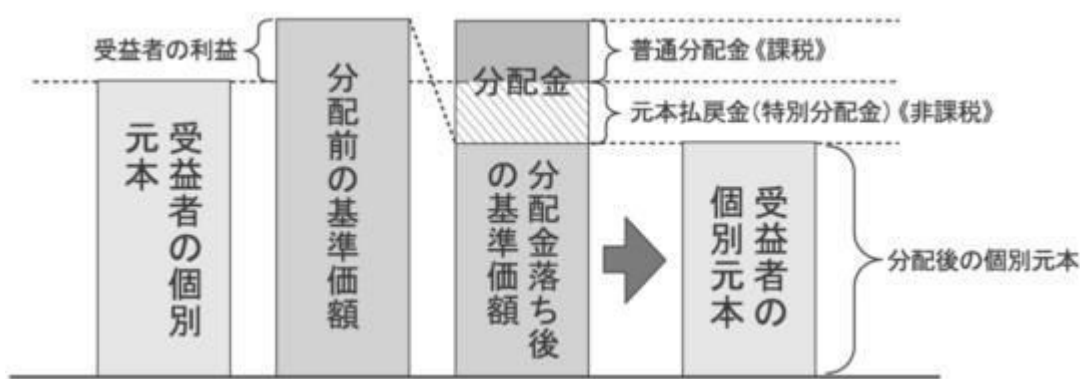 受益者の利益
受益者の個別
元本
分配前の基準価額
分配金
分配金落ち後
の基準価額
普通分配金《課税》
元本払戻金(特別分配金)《非課税》
受益者の
個別元本
分配後の個別元本